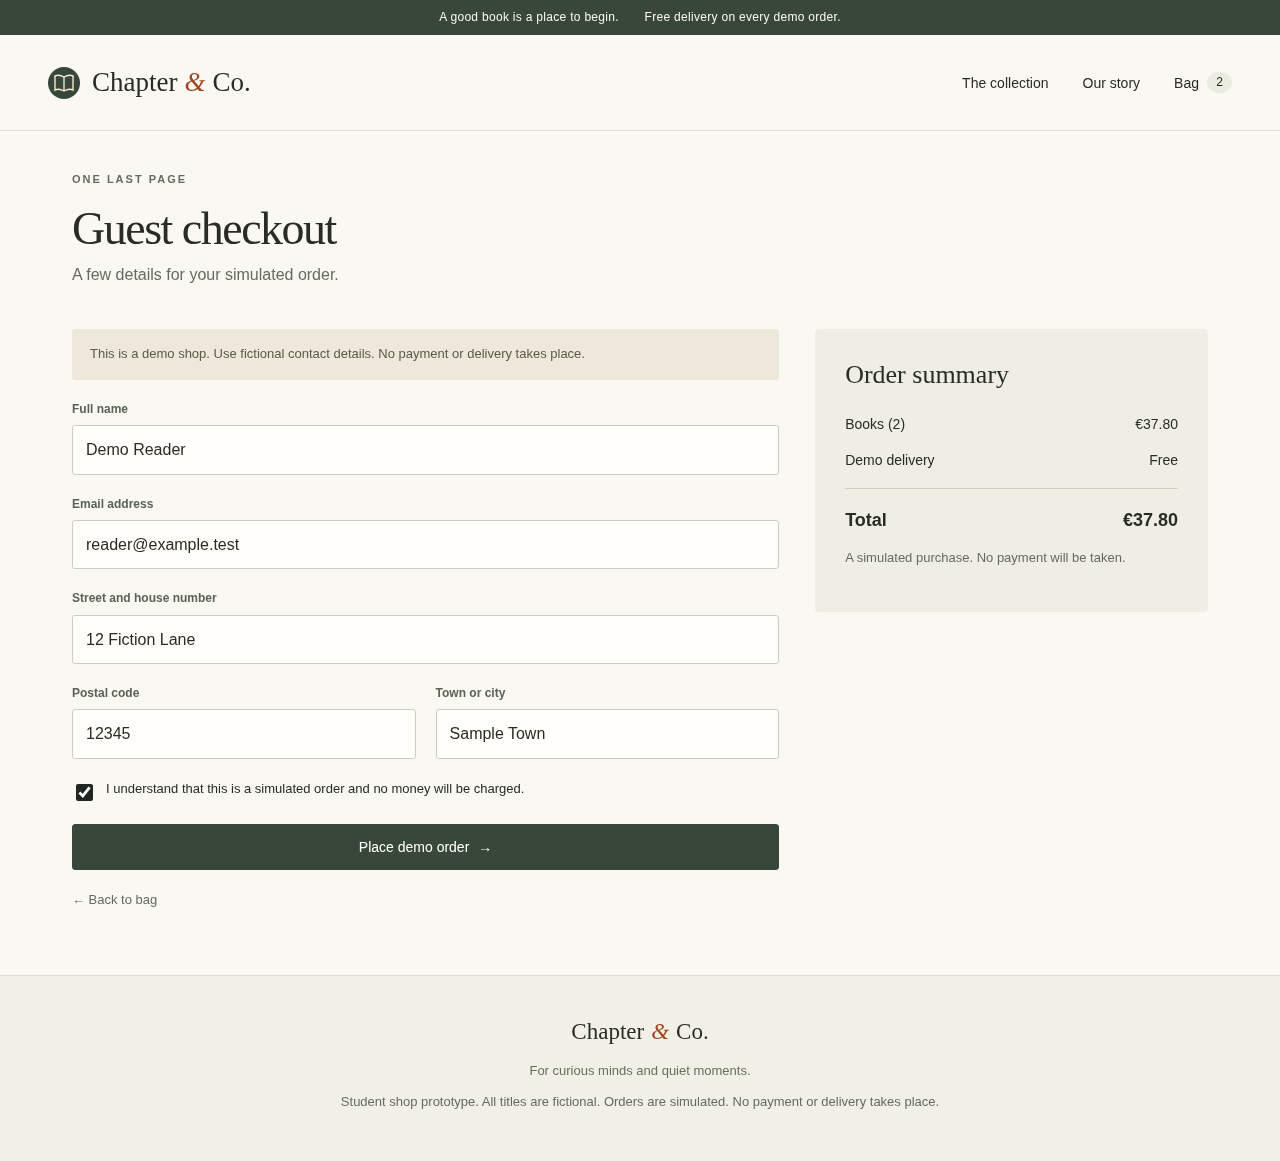 A good book is a place to begin. Free delivery on every demo order.
Chapter & Co.
The collection Our story Bag 2
ONE LAST PAGE
Guest checkout
A few details for your simulated order.
This is a demo shop. Use fictional contact details. No payment or delivery takes place.
Full name
Demo Reader
Email address
reader@example.test
Street and house number
12 Fiction Lane
Postal code Town or city
12345 Sample Town
I understand that this is a simulated order and no money will be charged.
Place demo order →
← Back to bag
Order summary
Books (2) €37.80
Demo delivery Free
Total €37.80
A simulated purchase. No payment will be taken.
Chapter & Co.
For curious minds and quiet moments.
Student shop prototype. All titles are fictional. Orders are simulated. No payment or delivery takes place.